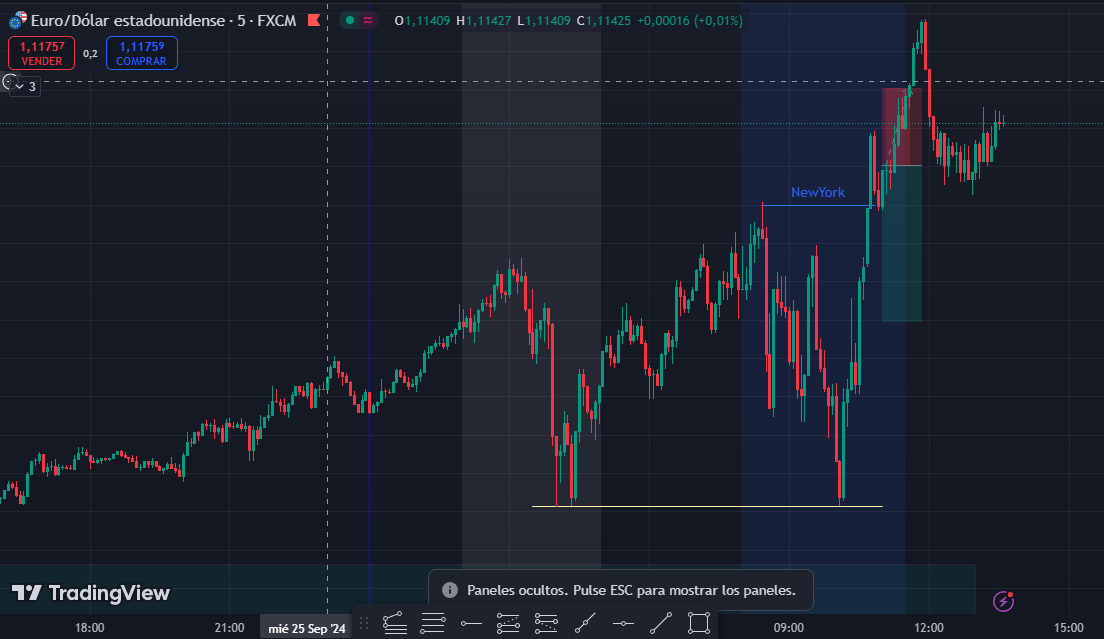 Euro/Dólar estadounidense · 5 · FXCM O1,11409 H1,11427 L1,11409 C1,11425 +0,00016 (+0,01%)
1,11757 VENDER 0,2 1,11759 COMPRAR
3
NewYork
TradingView
Paneles ocultos. Pulse ESC para mostrar los paneles.
18:00 21:00 mié 25 Sep '24 09:00 12:00 15:00